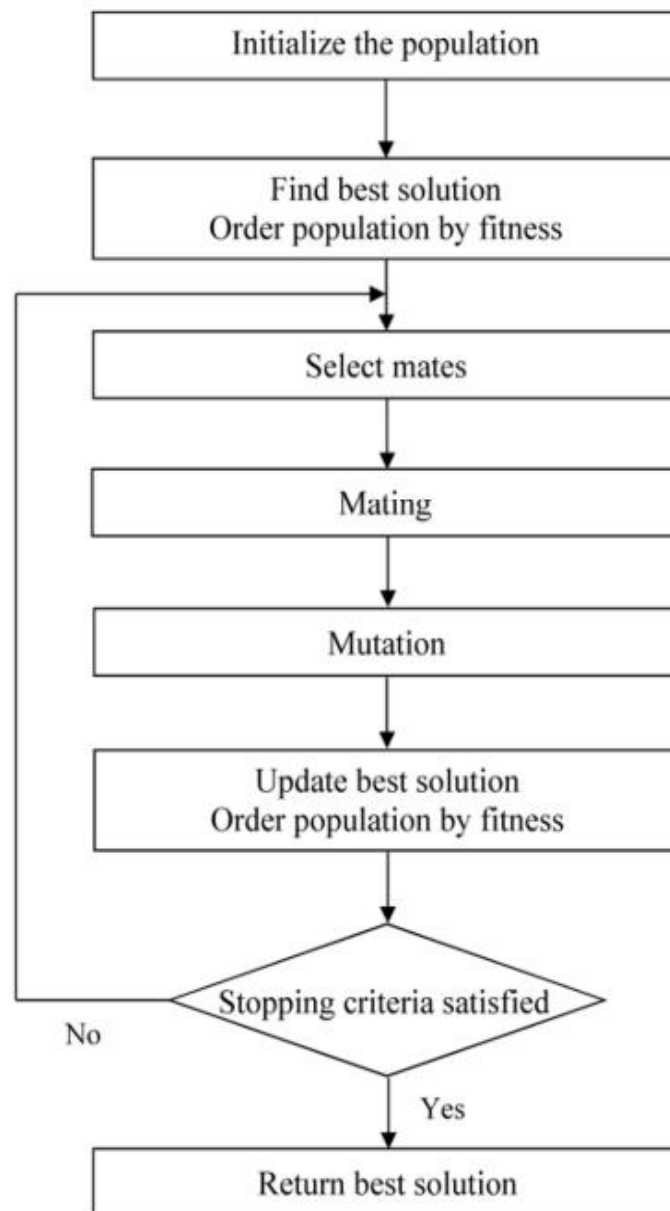 Initialize the population
Find best solution
Order population by fitness
Select mates
Mating
Mutation
Update best solution
Order population by fitness
Stopping criteria satisfied
No
Yes
Return best solution